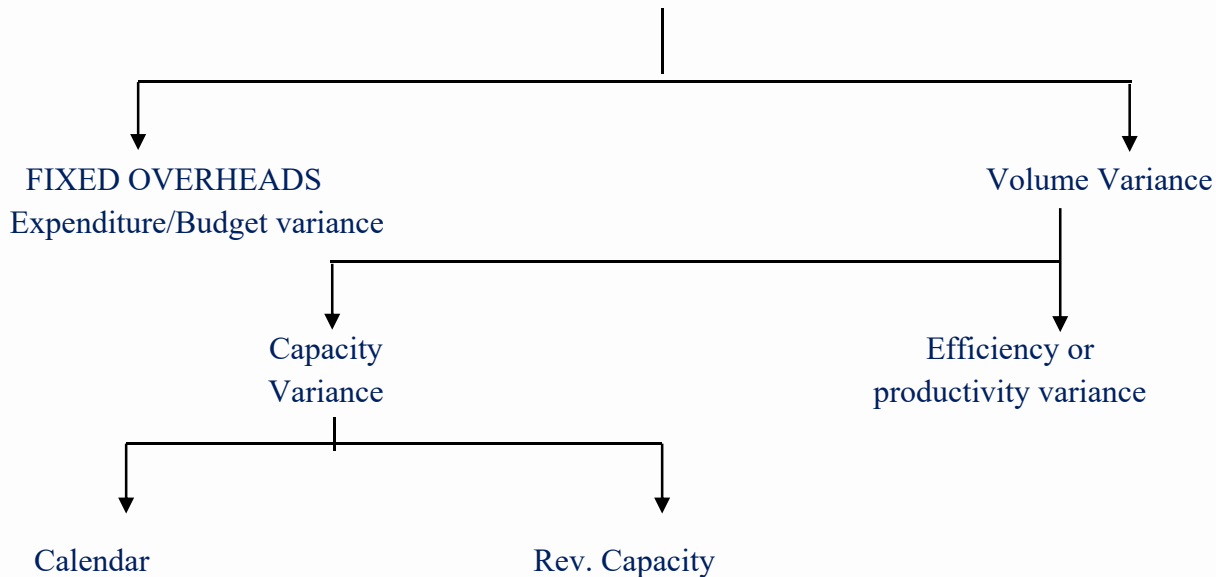 FIXED OVERHEADS
Expenditure/Budget variance
Volume Variance
Capacity
Variance
Efficiency or
productivity variance
Calendar
Rev. Capacity